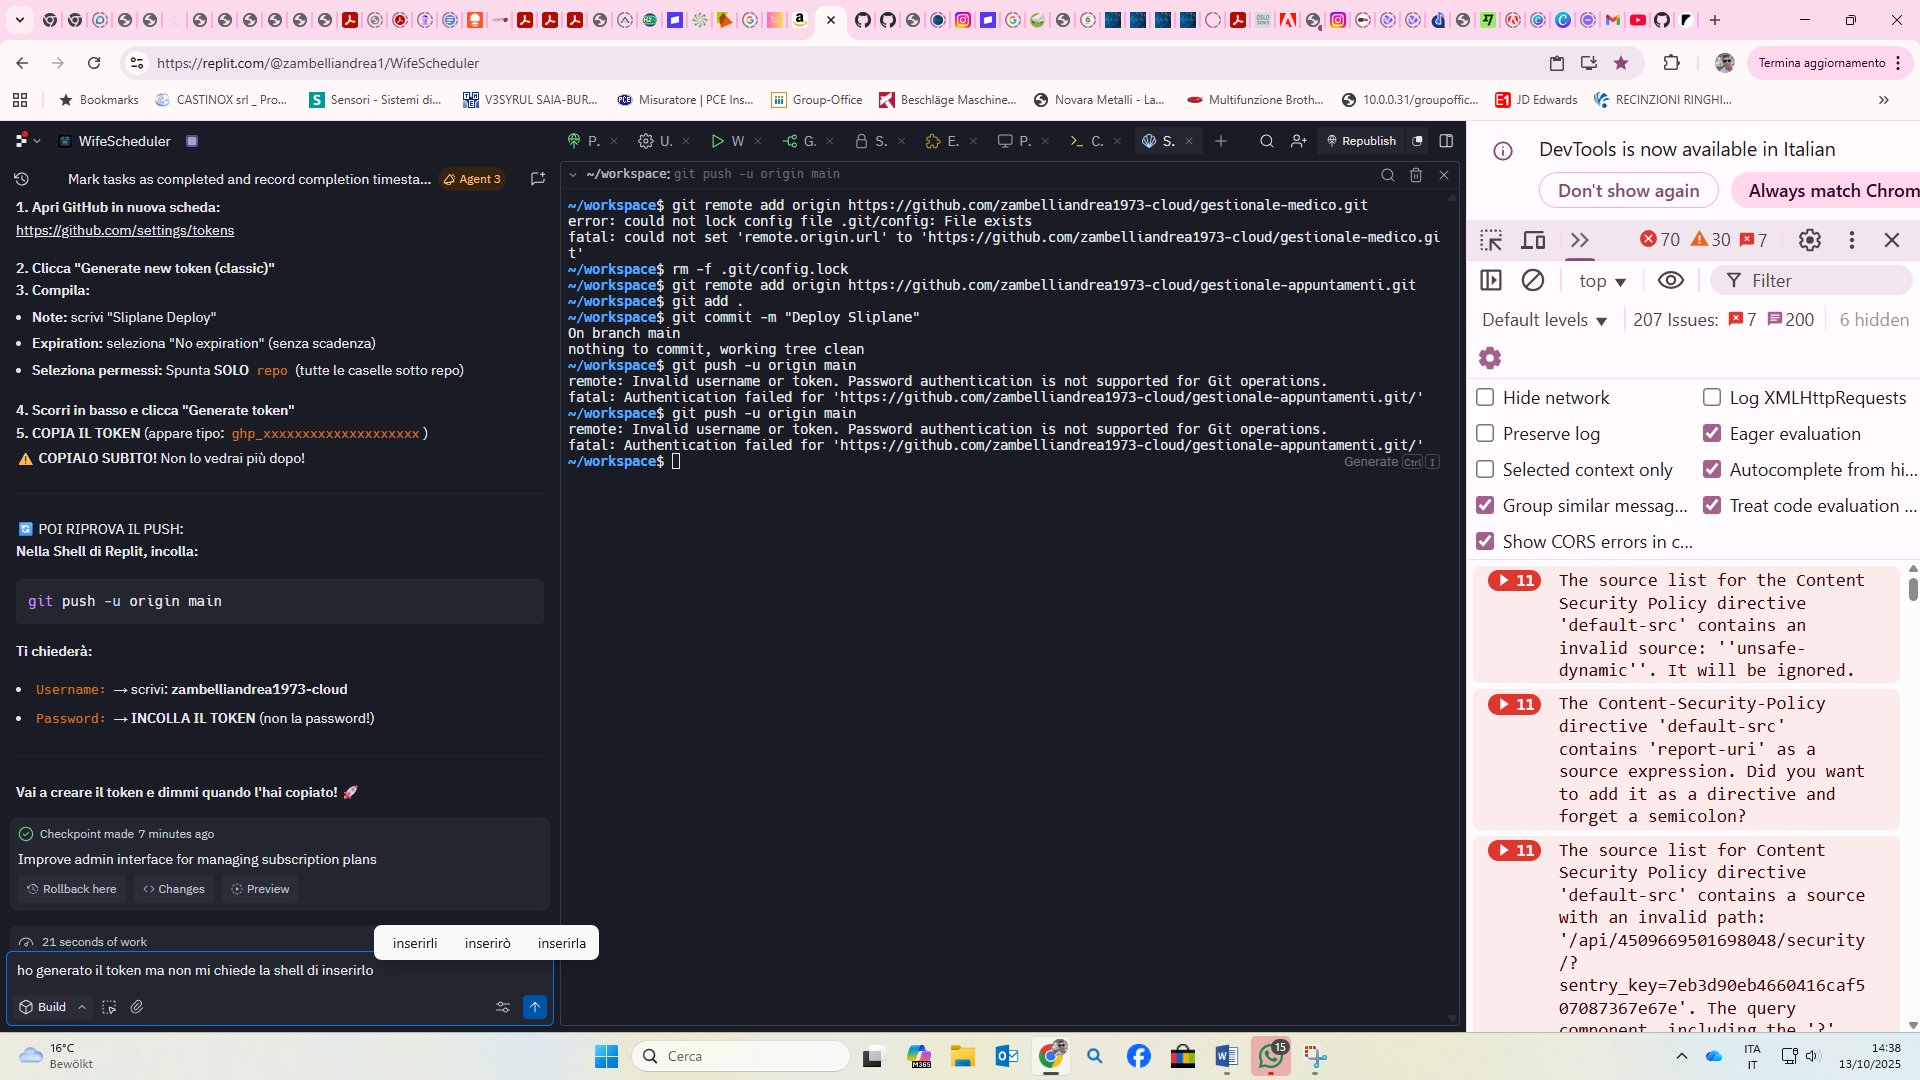 https://replit.com/@zambelliandrea1/WifeScheduler
Termina aggiornamento
Bookmarks
CASTINOX srl _ Pro...
Sensori - Sistemi di...
V3SYRUL SAIA-BUR...
Misuratore | PCE Ins...
Group-Office
Beschläge Maschine...
Novara Metalli - La...
Multifunzione Broth...
10.0.0.31/groupoffic...
JD Edwards
RECINZIONI RINGHI...
WifeScheduler
Mark tasks as completed and record completion timesta...
Agent 3
1. Apri GitHub in nuova scheda:
https://github.com/settings/tokens
2. Clicca "Generate new token (classic)"
3. Compila:
• Note: scrivi "Sliplane Deploy"
• Expiration: seleziona "No expiration" (senza scadenza)
• Seleziona permessi: Spunta SOLO repo (tutte le caselle sotto repo)
4. Scorri in basso e clicca "Generate token"
5. COPIA IL TOKEN (appare tipo: ghp_xxxxxxxxxxxxxxxxxxxx)
⚠️ COPIALO SUBITO! Non lo vedrai più dopo!
🔄 POI RIPROVA IL PUSH:
Nella Shell di Replit, incolla:
git push -u origin main
Ti chiederà:
• Username: → scrivi: zambelliandrea1973-cloud
• Password: → INCOLLA IL TOKEN (non la password!)
Vai a creare il token e dimmi quando l'hai copiato! 🚀
Checkpoint made 7 minutes ago
Improve admin interface for managing subscription plans
Rollback here
Changes
Preview
21 seconds of work
inserirli
inserirò
inserirla
ho generato il token ma non mi chiede la shell di inserirlo
Build
P.
U.
W
G.
S.
E.
P.
C.
S.
Republish
~/workspace: git push -u origin main
~/workspace$ git remote add origin https://github.com/zambelliandrea1973-cloud/gestionale-medico.git
error: could not lock config file .git/config: File exists
fatal: could not set 'remote.origin.url' to 'https://github.com/zambelliandrea1973-cloud/gestionale-medico.gi
t'
~/workspace$ rm -f .git/config.lock
~/workspace$ git remote add origin https://github.com/zambelliandrea1973-cloud/gestionale-appuntamenti.git
~/workspace$ git add .
~/workspace$ git commit -m "Deploy Sliplane"
On branch main
nothing to commit, working tree clean
~/workspace$ git push -u origin main
remote: Invalid username or token. Password authentication is not supported for Git operations.
fatal: Authentication failed for 'https://github.com/zambelliandrea1973-cloud/gestionale-appuntamenti.git/'
~/workspace$ git push -u origin main
remote: Invalid username or token. Password authentication is not supported for Git operations.
fatal: Authentication failed for 'https://github.com/zambelliandrea1973-cloud/gestionale-appuntamenti.git/'
~/workspace$
Generate Ctrl I
DevTools is now available in Italian
Don't show again
Always match Chrom
70
30
7
top
Filter
Default levels
207 Issues: 7 200
6 hidden
Hide network
Log XMLHttpRequests
Preserve log
Eager evaluation
Selected context only
Autocomplete from hi...
Group similar messag...
Treat code evaluation ...
Show CORS errors in c...
11 The source list for the Content
Security Policy directive
'default-src' contains an
invalid source: ''unsafe-
dynamic''. It will be ignored.
11 The Content-Security-Policy
directive 'default-src'
contains 'report-uri' as a
source expression. Did you want
to add it as a directive and
forget a semicolon?
11 The source list for Content
Security Policy directive
'default-src' contains a source
with an invalid path:
'/api/4509669501698048/security
/?
sentry_key=7eb3d90eb4660416caf5
07087367e67e'. The query
component, including the '?'
16°C
Bewölkt
Cerca
M365
15
ITA
IT
14:38
13/10/2025